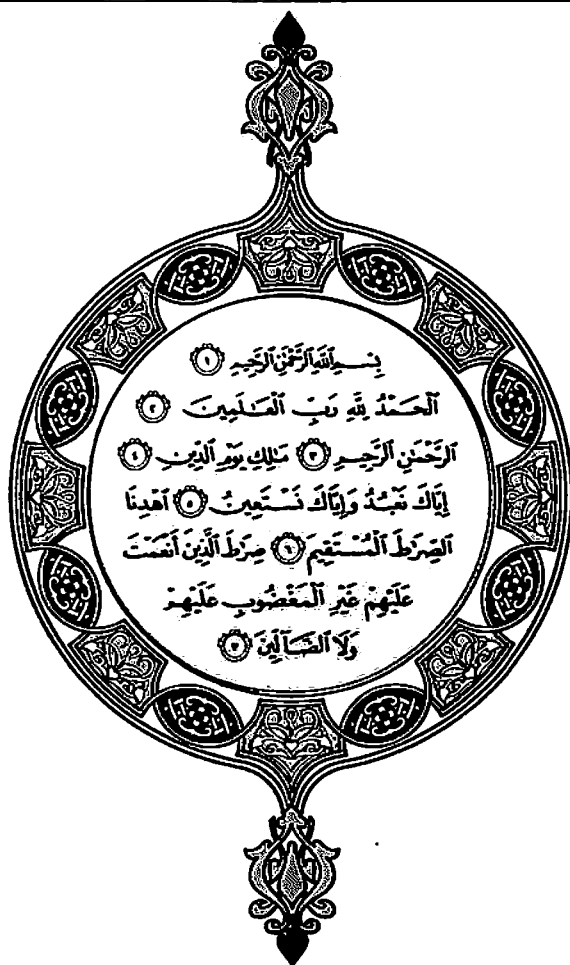 بِسْمِ ٱللَّهِ ٱلرَّحْمَٰنِ ٱلرَّحِيمِ ١
ٱلْحَمْدُ لِلَّهِ رَبِّ ٱلْعَٰلَمِينَ ٢
ٱلرَّحْمَٰنِ ٱلرَّحِيمِ ٣ مَٰلِكِ يَوْمِ ٱلدِّينِ ٤
إِيَّاكَ نَعْبُدُ وَإِيَّاكَ نَسْتَعِينُ ٥ ٱهْدِنَا
ٱلصِّرَٰطَ ٱلْمُسْتَقِيمَ ٦ صِرَٰطَ ٱلَّذِينَ أَنْعَمْتَ
عَلَيْهِمْ غَيْرِ ٱلْمَغْضُوبِ عَلَيْهِمْ
وَلَا ٱلضَّآلِّينَ